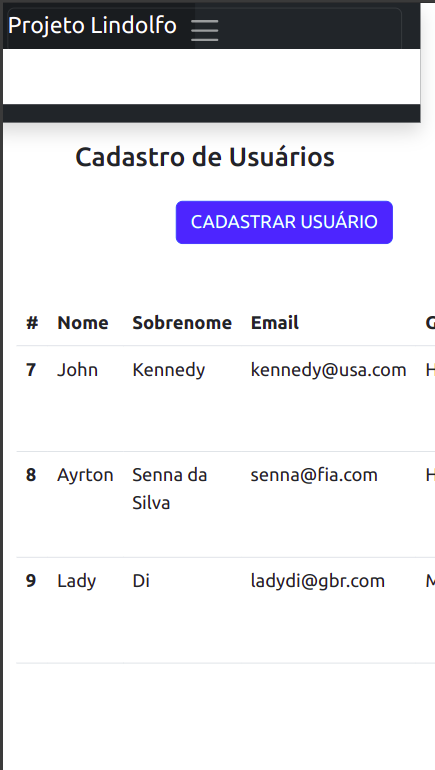 Projeto Lindolfo
Cadastro de Usuários
CADASTRAR USUÁRIO
# Nome Sobrenome Email
7 John Kennedy kennedy@usa.com
8 Ayrton Senna da senna@fia.com
Silva
9 Lady Di ladydi@gbr.com